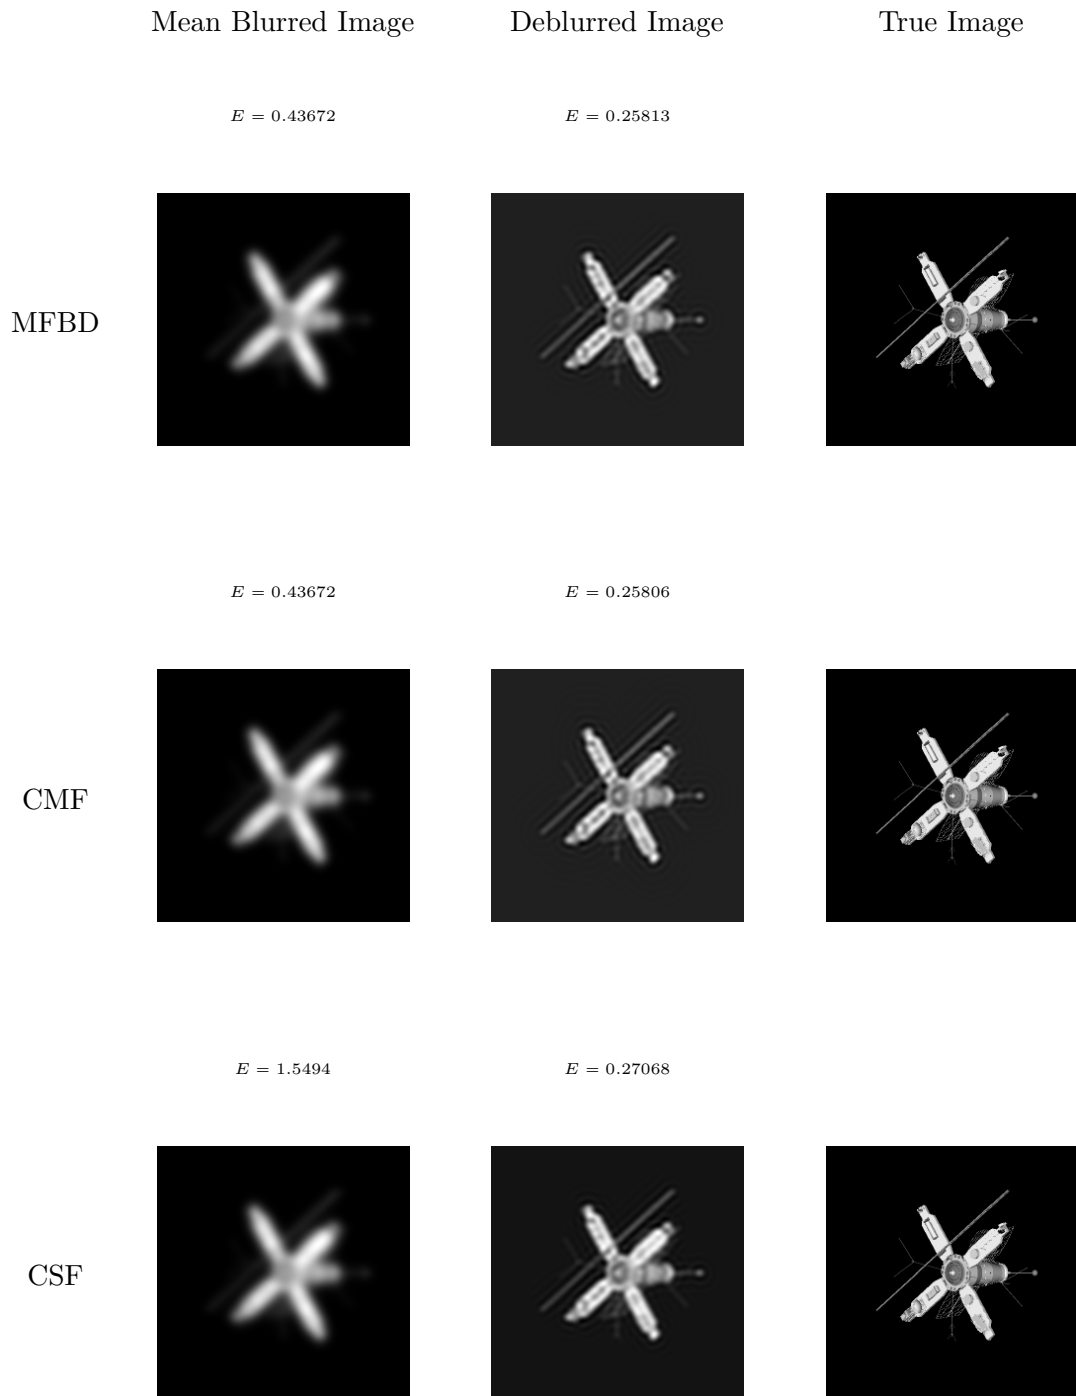 Mean Blurred Image Deblurred Image True Image
E = 0.43672 E = 0.25813
MFBD
E = 0.43672 E = 0.25806
CMF
E = 1.5494 E = 0.27068
CSF